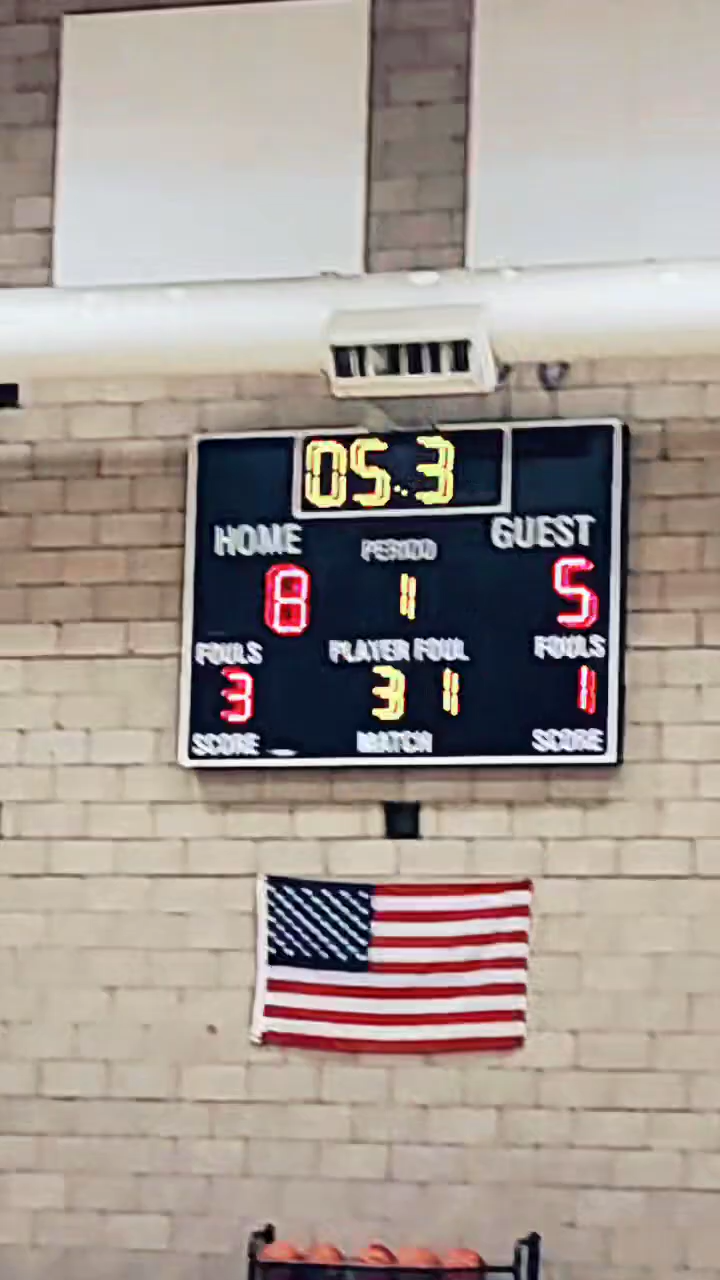 05.3
HOME PERIOD GUEST
8 1 5
FOULS PLAYER FOUL FOULS
3 3 1 1
SCORE MATCH SCORE